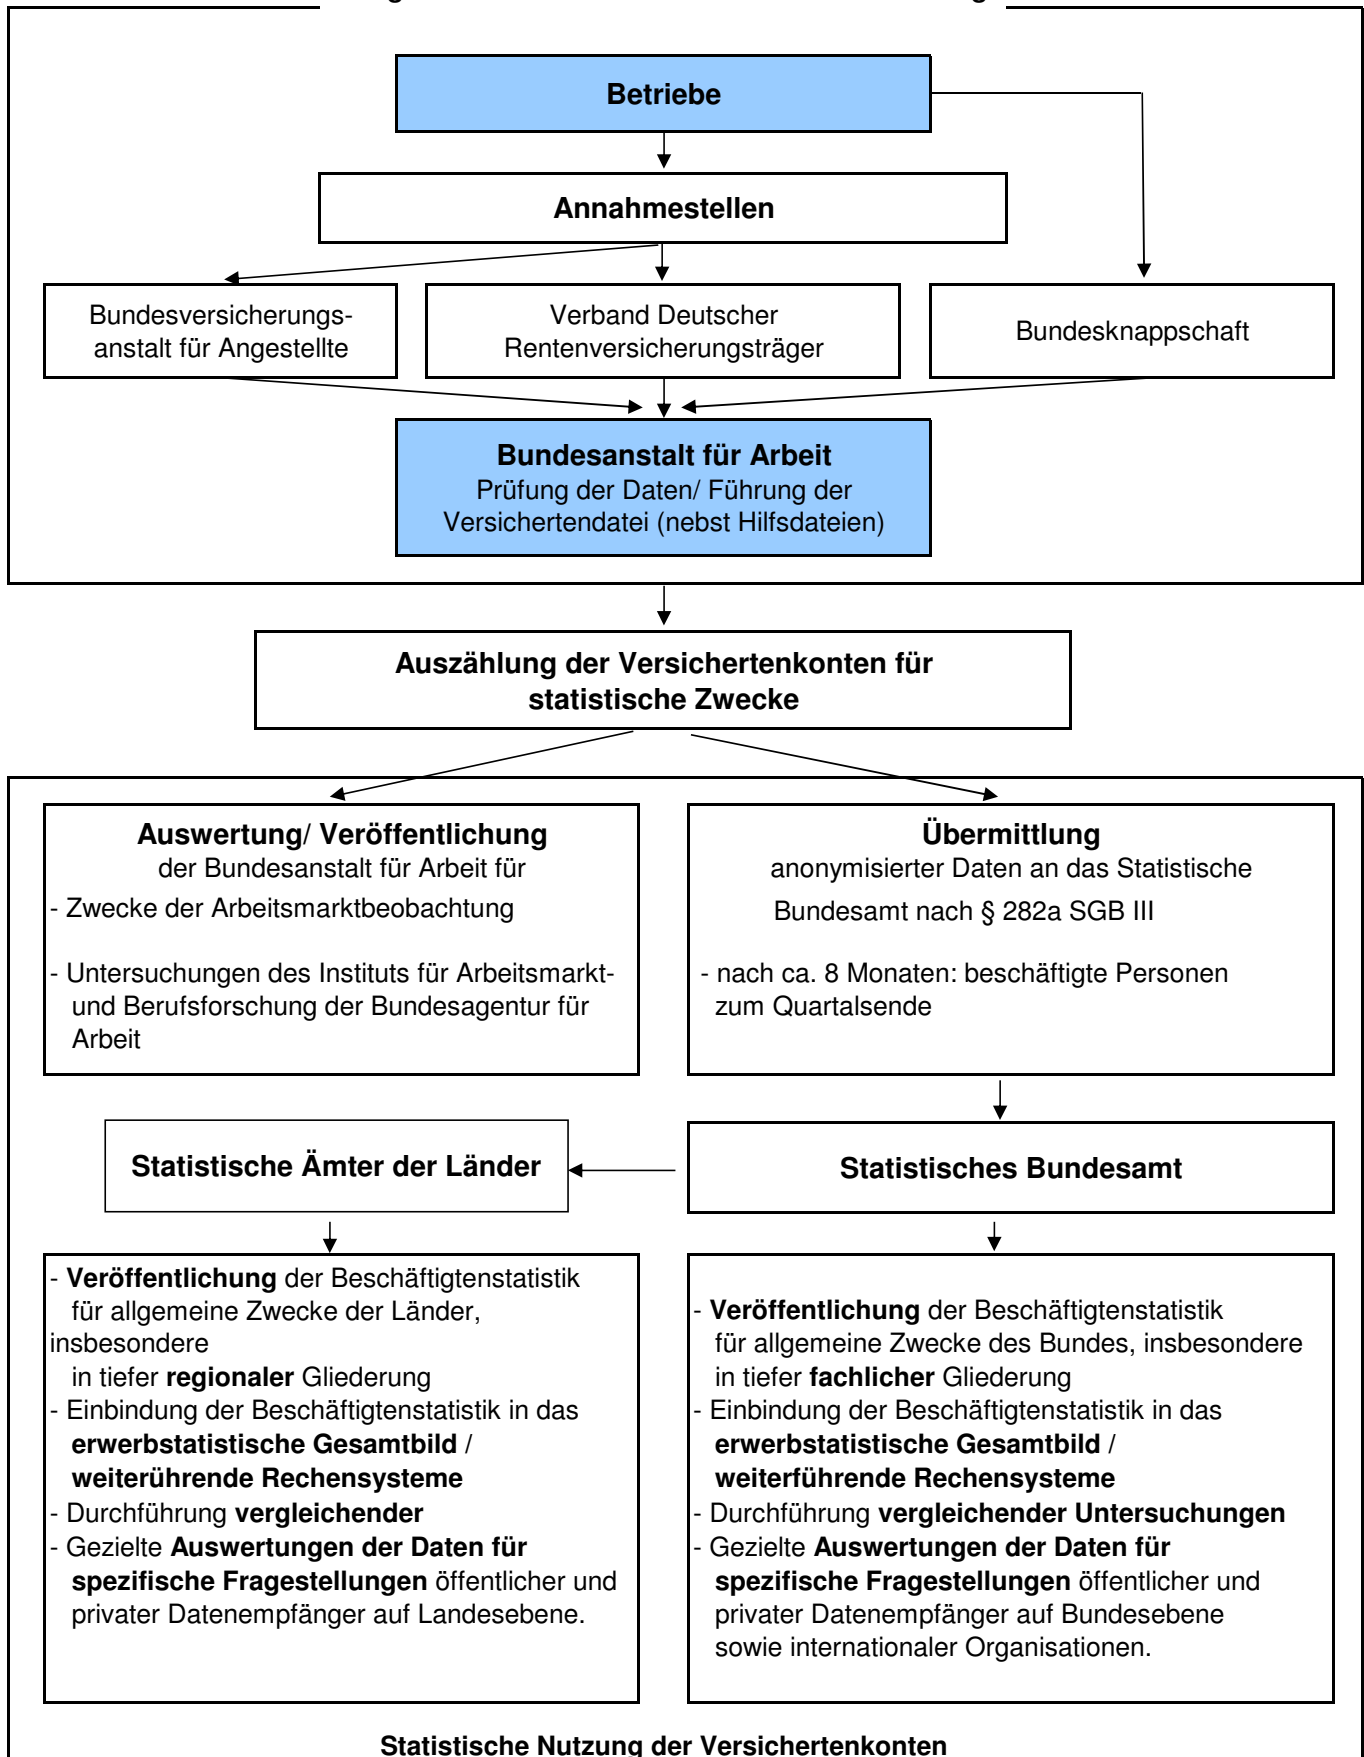 Betriebe
Annahmestellen
Bundesversicherungs-
anstalt für Angestellte
Verband Deutscher
Rentenversicherungsträger
Bundesknappschaft
Bundesanstalt für Arbeit
Prüfung der Daten/ Führung der
Versichertendatei (nebst Hilfsdateien)
Auszählung der Versichertenkonten für
statistische Zwecke
Auswertung/ Veröffentlichung
der Bundesanstalt für Arbeit für
- Zwecke der Arbeitsmarktbeobachtung
- Untersuchungen des Instituts für Arbeitsmarkt-
und Berufsforschung der Bundesagentur für
Arbeit
Übermittlung
anonymisierter Daten an das Statistische
Bundesamt nach § 282a SGB III
- nach ca. 8 Monaten: beschäftigte Personen
zum Quartalsende
Statistische Ämter der Länder
Statistisches Bundesamt
- Veröffentlichung der Beschäftigtenstatistik
für allgemeine Zwecke der Länder,
insbesondere
in tiefer regionaler Gliederung
- Einbindung der Beschäftigtenstatistik in das
erwerbstatistische Gesamtbild /
weiterührende Rechensysteme
- Durchführung vergleichender
- Gezielte Auswertungen der Daten für
spezifische Fragestellungen öffentlicher und
privater Datenempfänger auf Landesebene.
- Veröffentlichung der Beschäftigtenstatistik
für allgemeine Zwecke des Bundes, insbesondere
in tiefer fachlicher Gliederung
- Einbindung der Beschäftigtenstatistik in das
erwerbstatistische Gesamtbild /
weiterführende Rechensysteme
- Durchführung vergleichender Untersuchungen
- Gezielte Auswertungen der Daten für
spezifische Fragestellungen öffentlicher und
privater Datenempfänger auf Bundesebene
sowie internationaler Organisationen.
Statistische Nutzung der Versichertenkonten